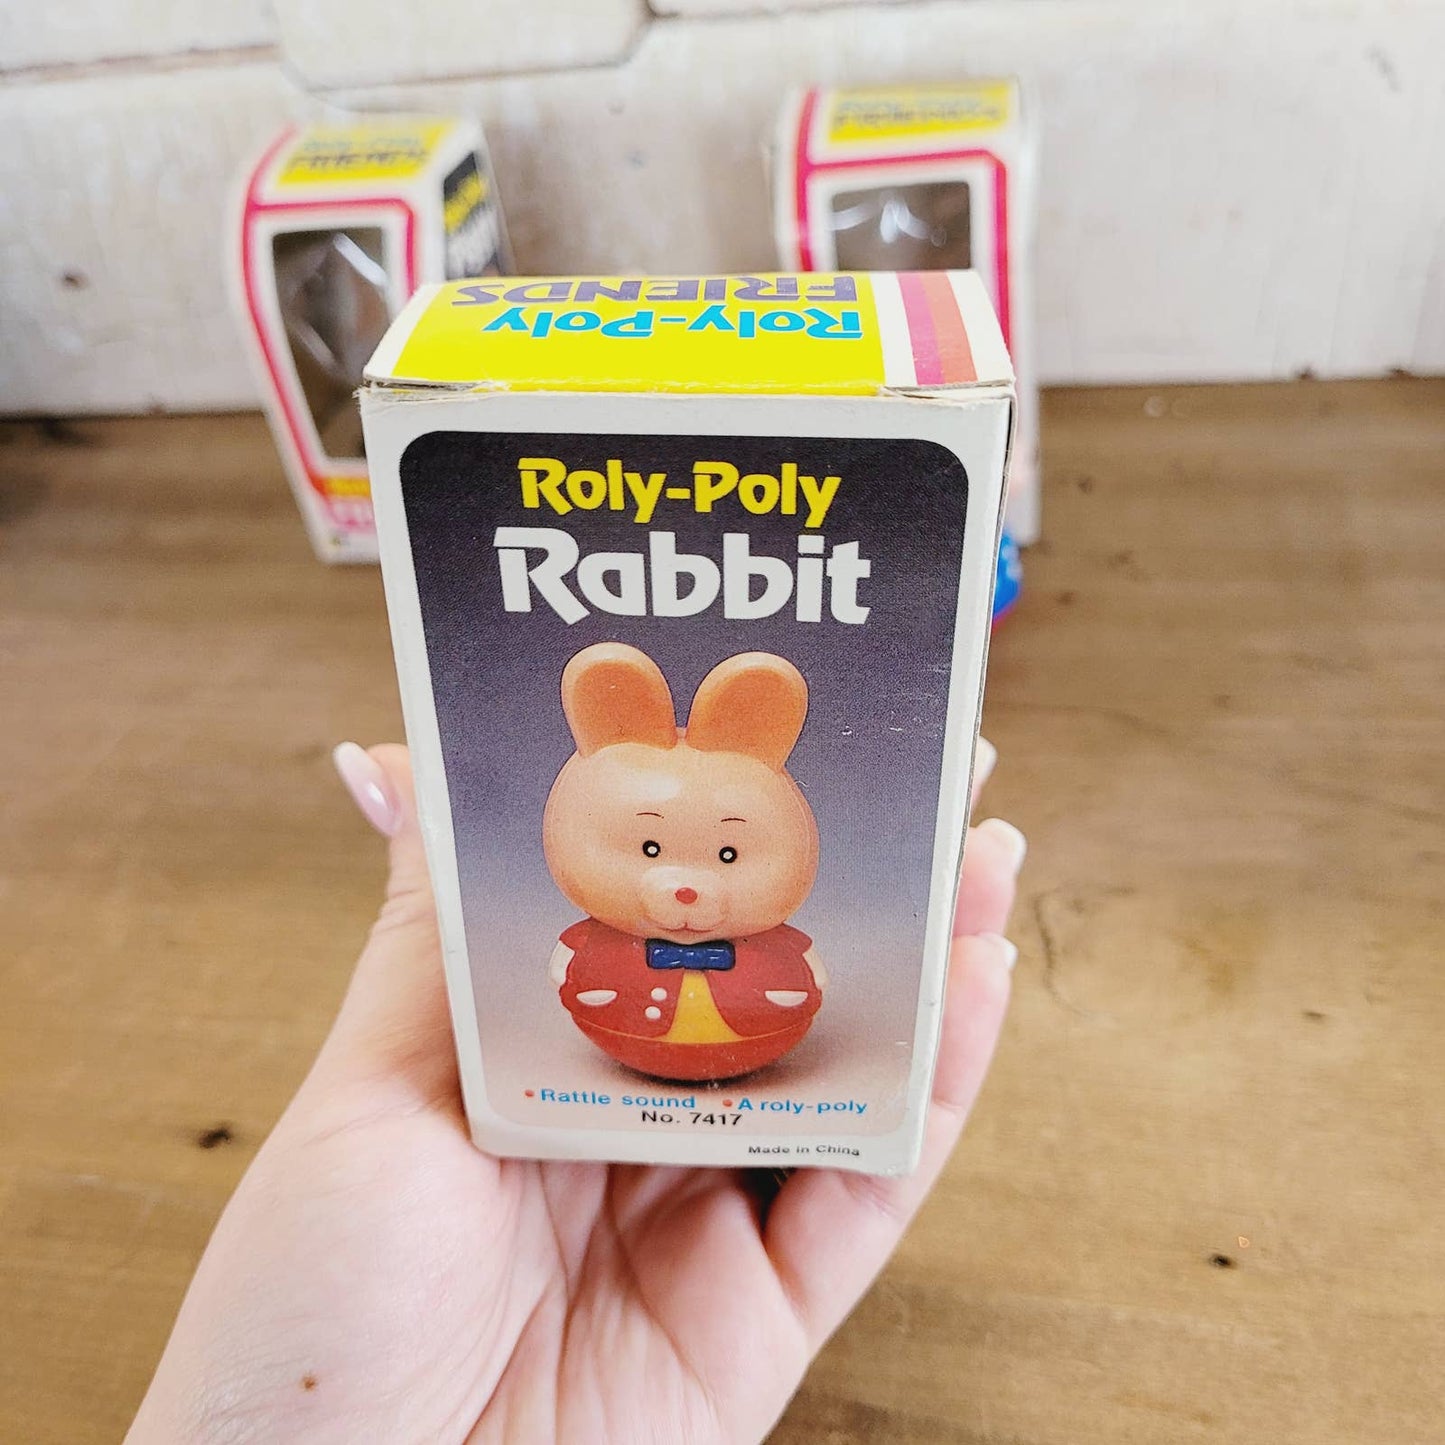 Roly-Poly
FRIENDS
Roly-Poly
Rabbit
• Rattle sound • A roly-poly
No. 7417
Made in China